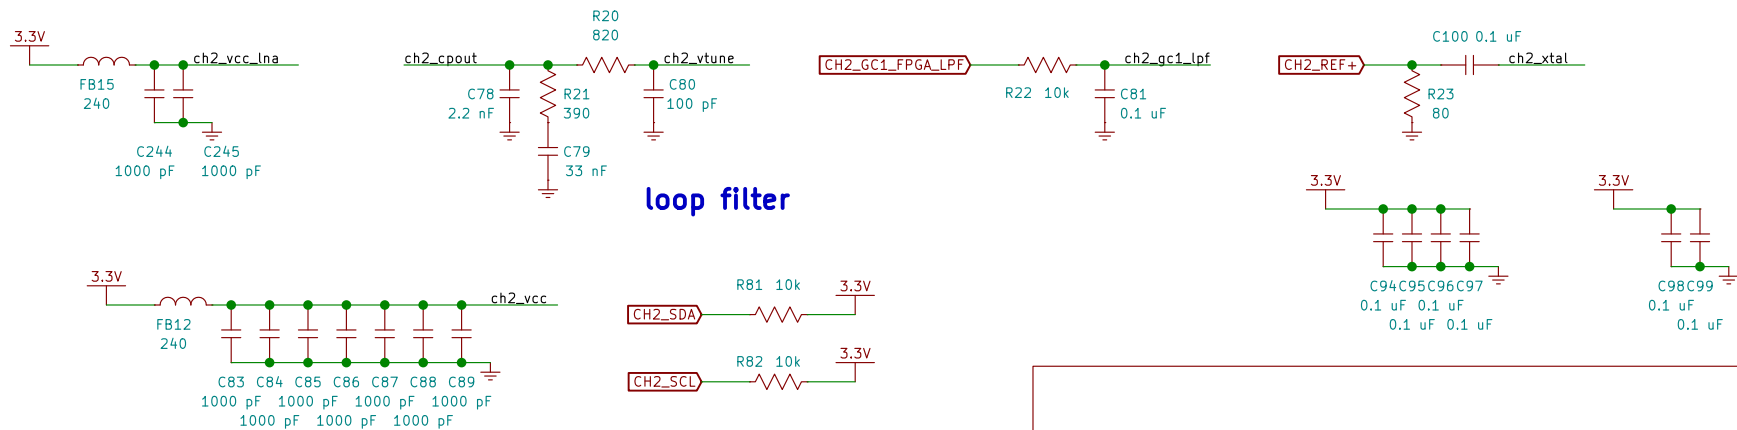 3.3V
FB15
240
ch2_vcc_lna
C244
1000 pF
C245
1000 pF
ch2_cpout
R20
820
ch2_vtune
C78
2.2 nF
R21
390
C80
100 pF
C79
33 nF
loop filter
CH2_GC1_FPGA_LPF
R22 10k
ch2_gc1_lpf
C81
0.1 uF
CH2_REF+
C100 0.1 uF
ch2_xtal
R23
80
3.3V
C94C95C96C97
0.1 uF 0.1 uF
0.1 uF 0.1 uF
3.3V
C98C99
0.1 uF
0.1 uF
3.3V
FB12
240
ch2_vcc
C83 C84 C85 C86 C87 C88 C89
1000 pF 1000 pF 1000 pF 1000 pF
1000 pF 1000 pF 1000 pF
R81 10k
3.3V
CH2_SDA
R82 10k
3.3V
CH2_SCL